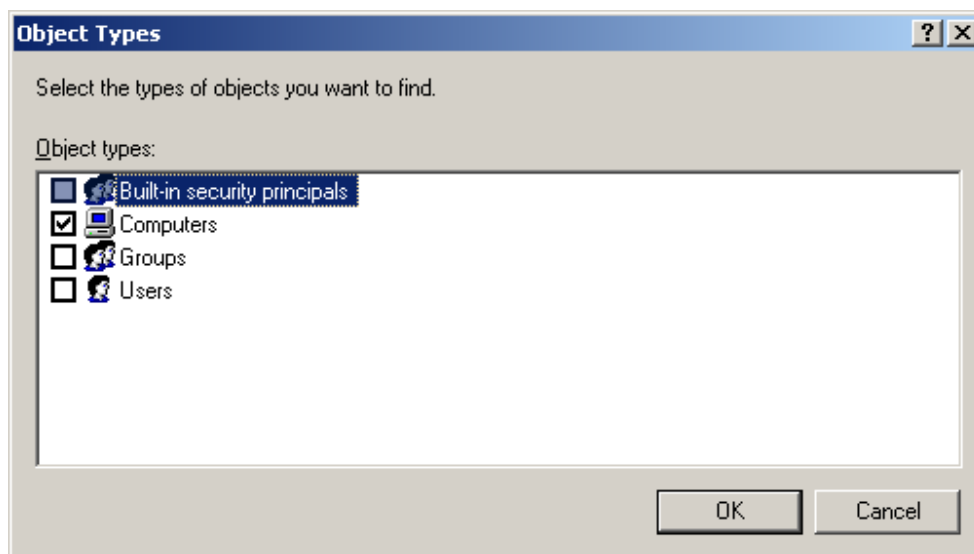 Object Types
Select the types of objects you want to find.
Object types:
Built-in security principals
Computers
Groups
Users
OK Cancel